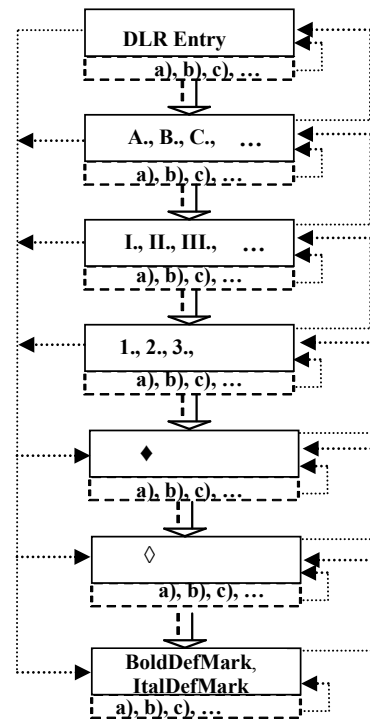 DLR Entry
a), b), c), …
A., B., C., …
a), b), c), …
I., II., III., …
a), b), c), …
1., 2., 3.,
a), b), c), …
♦
a), b), c), …
◊
a), b), c), …
BoldDefMark,
ItalDefMark
a), b), c), …